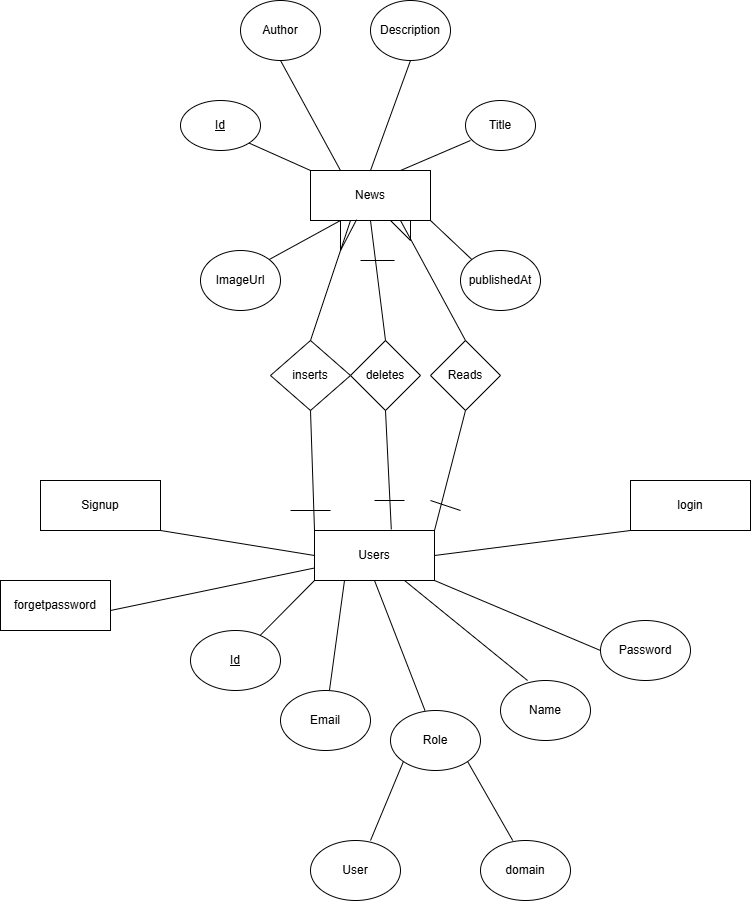 Author
Description
Id
Title
News
ImageUrl
publishedAt
inserts
deletes
Reads
Signup
login
Users
forgetpassword
Id
Password
Email
Name
Role
User
domain